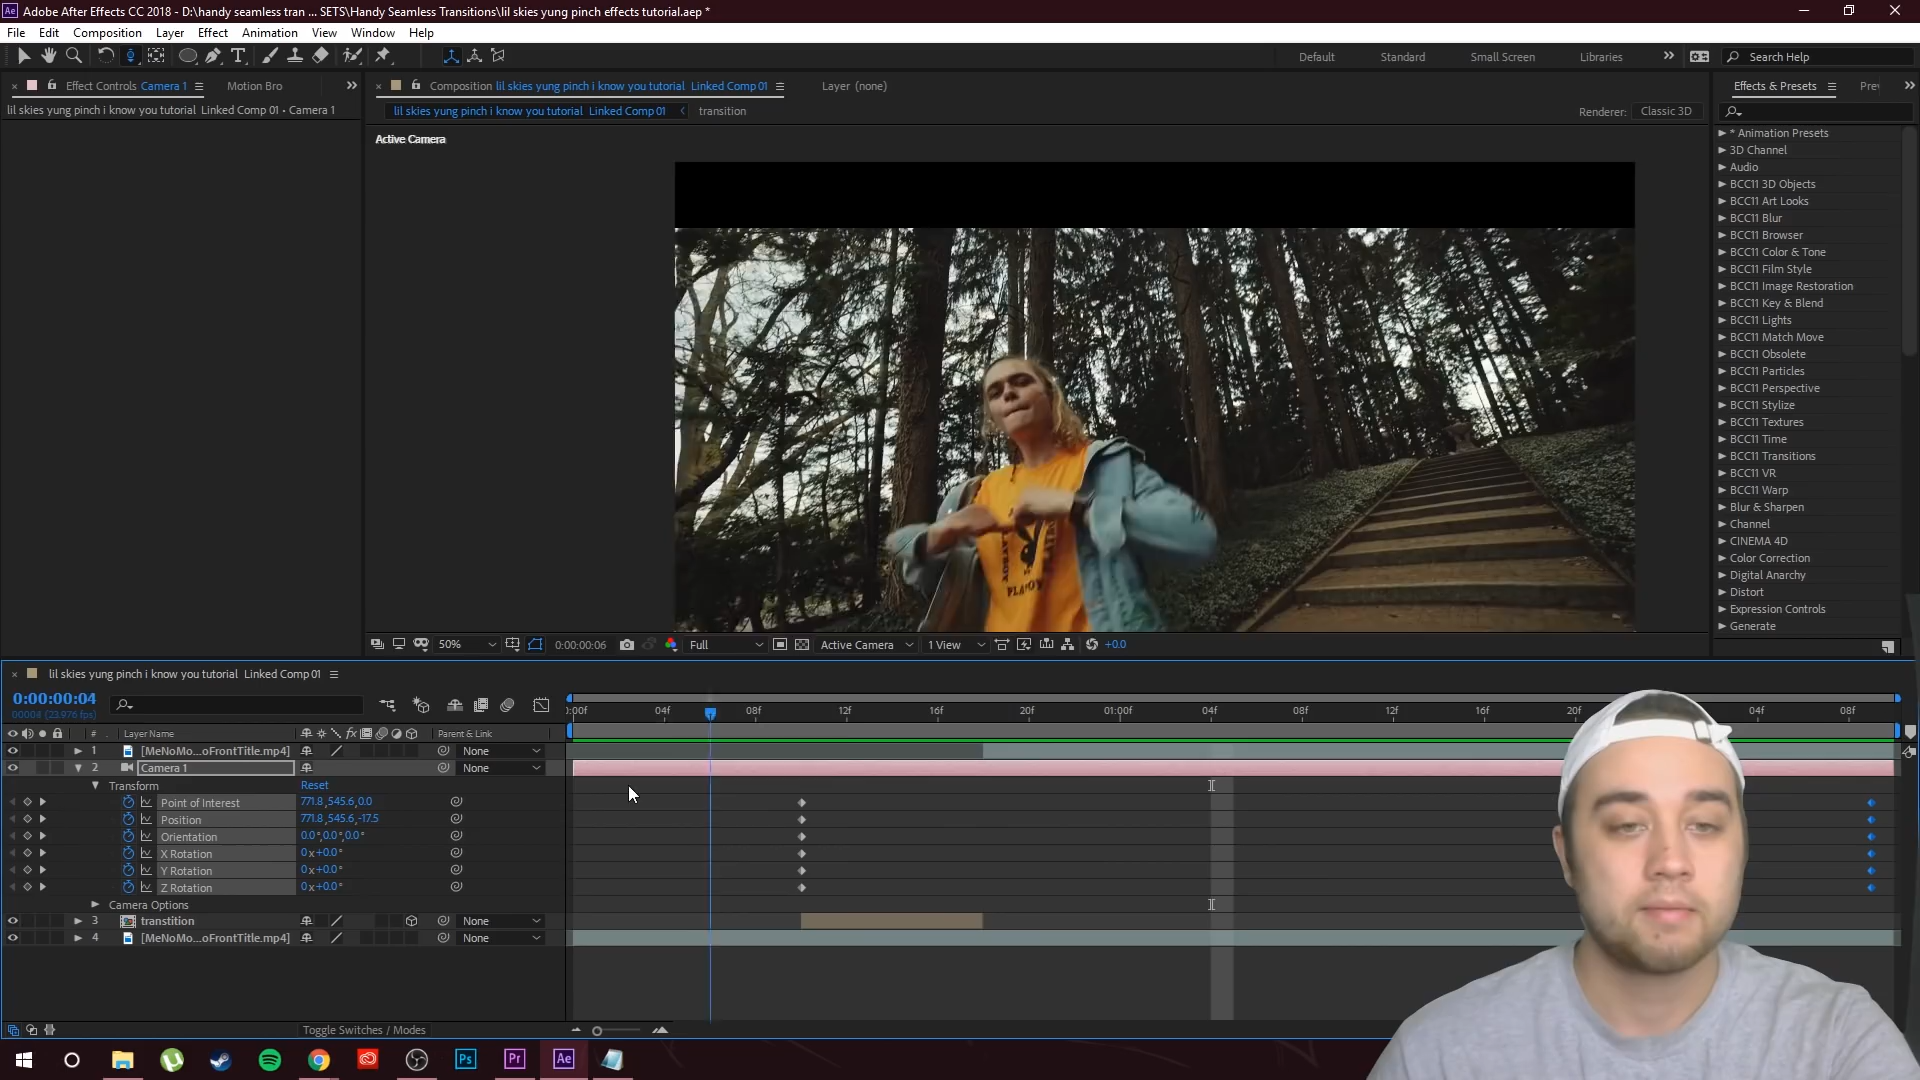 Adobe After Effects CC 2018 - D:\handy seamless tran ... SETS\Handy Seamless Transitions\lil skies yung pinch effects tutorial.aep *
File Edit Composition Layer Effect Animation View Window Help
Default Standard Small Screen Libraries Search Help
Effect Controls Camera 1 Motion Bro
Composition lil skies yung pinch i know you tutorial Linked Comp 01 Layer (none)
Effects & Presets
lil skies yung pinch i know you tutorial Linked Comp 01 • Camera 1
lil skies yung pinch i know you tutorial Linked Comp 01 transition
Renderer: Classic 3D
Active Camera
* Animation Presets
3D Channel
Audio
BCC11 3D Objects
BCC11 Art Looks
BCC11 Blur
BCC11 Browser
BCC11 Color & Tone
BCC11 Film Style
BCC11 Image Restoration
BCC11 Key & Blend
BCC11 Lights
BCC11 Match Move
BCC11 Obsolete
BCC11 Particles
BCC11 Perspective
BCC11 Stylize
BCC11 Textures
BCC11 Time
BCC11 Transitions
BCC11 VR
BCC11 Warp
Blur & Sharpen
Channel
CINEMA 4D
Color Correction
Digital Anarchy
Distort
Expression Controls
Generate
50% 0:00:00:06 Full Active Camera 1 View +0.0
lil skies yung pinch i know you tutorial Linked Comp 01
0:00:00:04
(23.976 fps)
):00f 04f 08f 12f 16f 20f 01:00f 04f 08f 12f 16f 20f 04f 08f
# Layer Name fx Parent & Link
1 [MeNoMo...oFrontTitle.mp4] None
2 Camera 1 None
Transform Reset
Point of Interest 771.8,545.6,0.0
Position 771.8,545.6,-17.5
Orientation 0.0°,0.0°,0.0°
X Rotation 0x+0.0°
Y Rotation 0x+0.0°
Z Rotation 0x+0.0°
Camera Options
3 transtition None
4 [MeNoMo...oFrontTitle.mp4] None
Toggle Switches / Modes
Ps Pr Ae